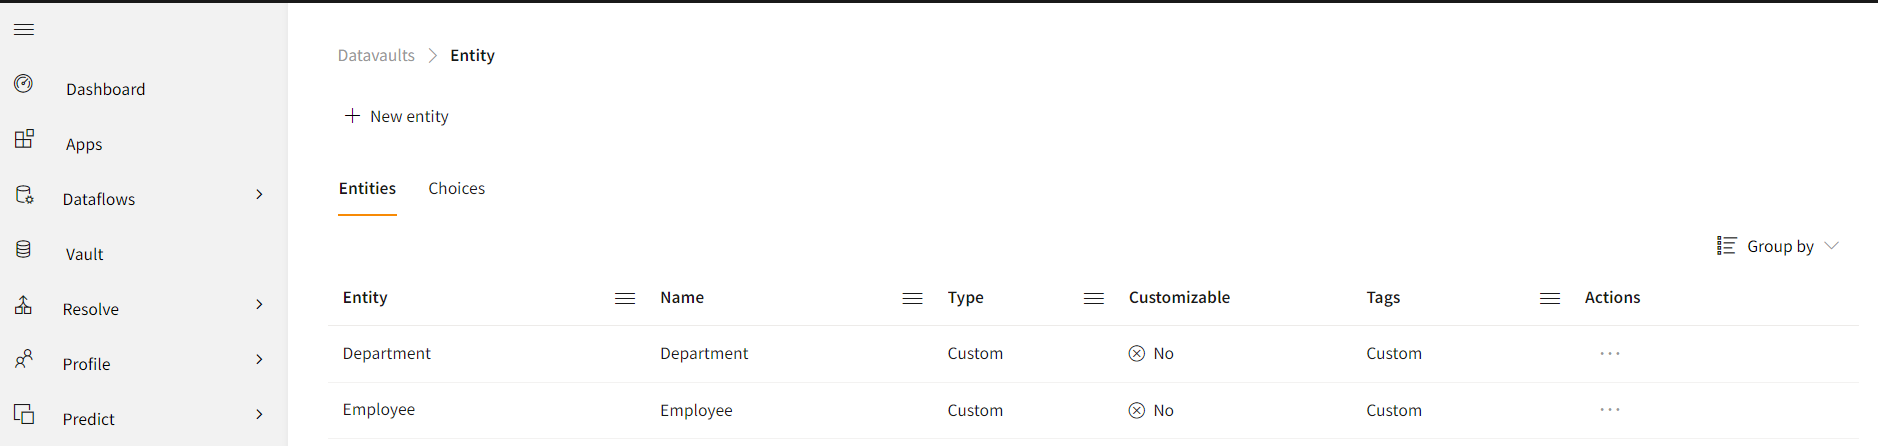 Dashboard
Apps
Dataflows
Vault
Resolve
Profile
Predict
Datavaults > Entity
+ New entity
Entities Choices
Group by
Entity Name Type Customizable Tags Actions
Department Department Custom No Custom ...
Employee Employee Custom No Custom ...